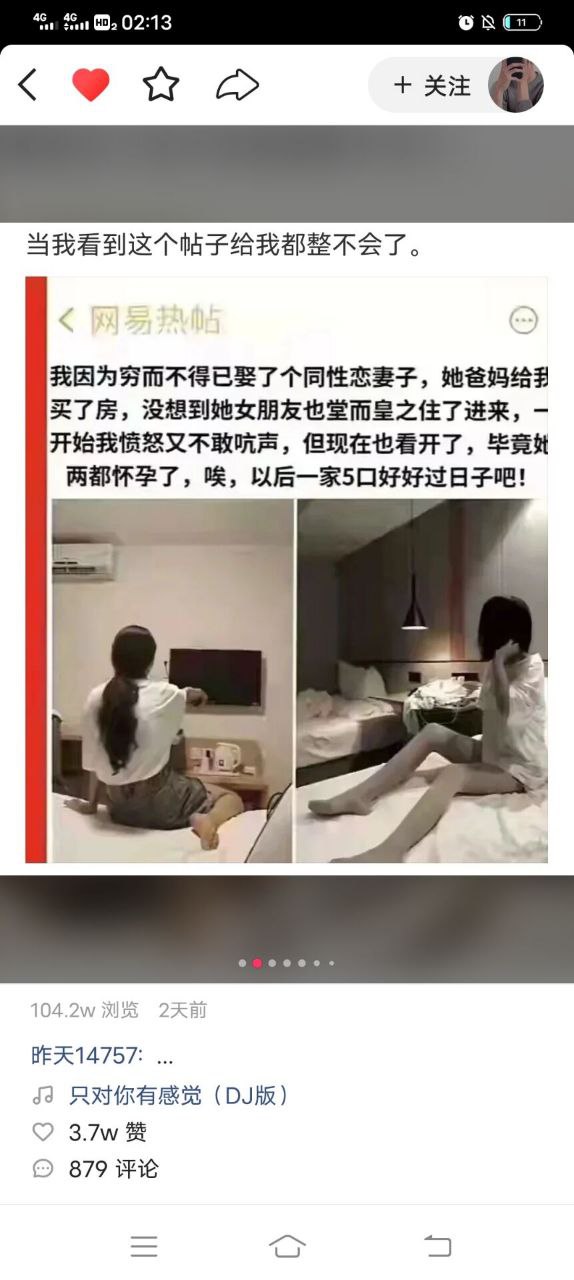 4G 4G HD2 02:13 11
+ 关注
当我看到这个帖子给我都整不会了。
< 网易热帖
我因为穷而不得已娶了个同性恋妻子，她爸妈给我
买了房，没想到她女朋友也堂而皇之住了进来，一
开始我愤怒又不敢吭声，但现在也看开了，毕竟她
两都怀孕了，唉，以后一家5口好好过日子吧！
104.2w 浏览 2天前
昨天14757: ...
只对你有感觉（DJ版）
3.7w 赞
879 评论